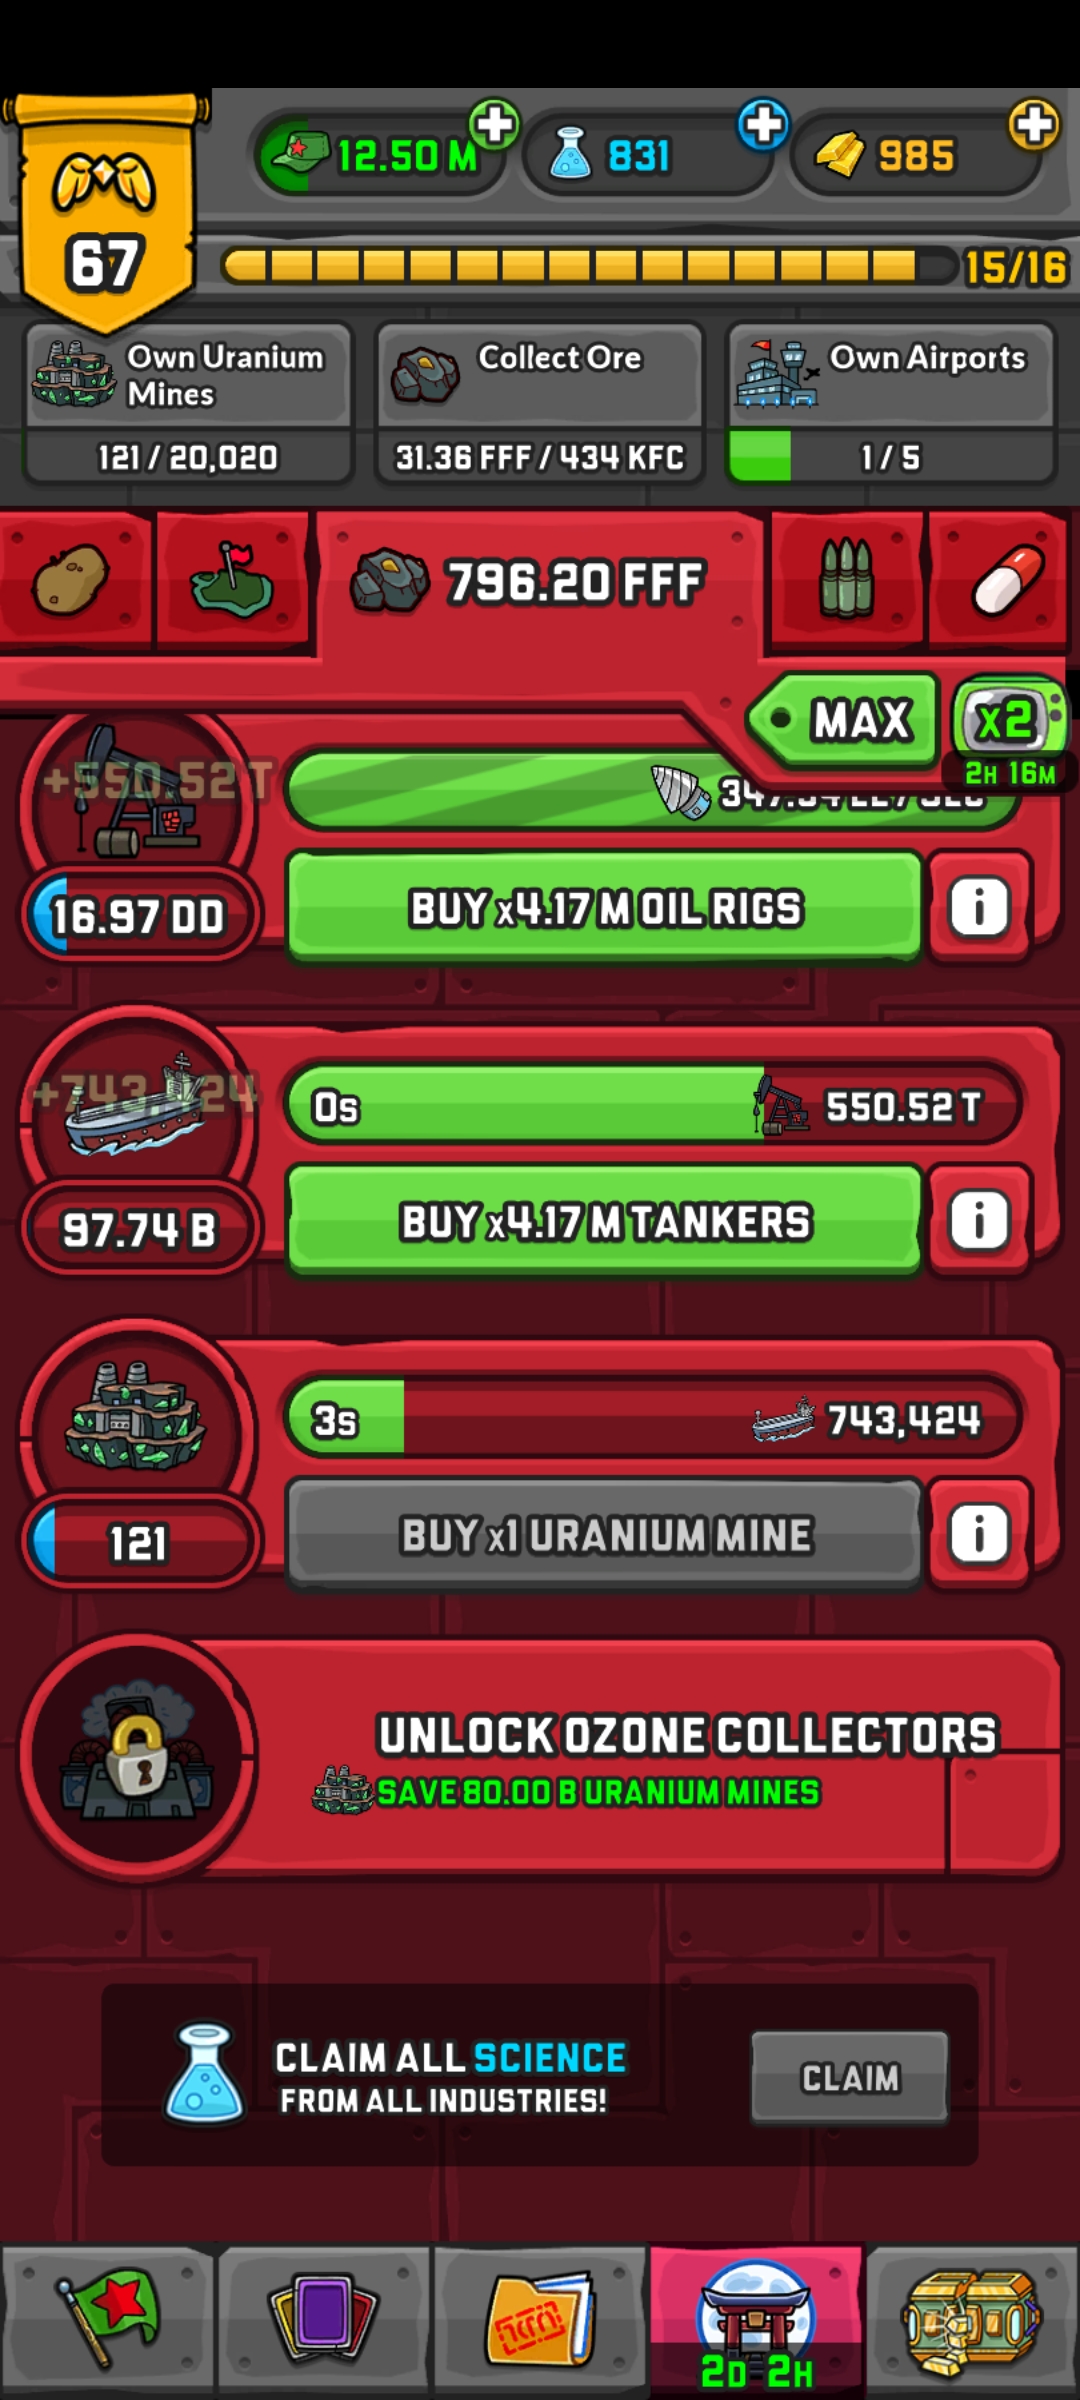 12.50 M
831
985
67
15/16
Own Uranium
Mines
121 / 20,020
Collect Ore
31.36 FFF / 434 KFC
Own Airports
1 / 5
796.20 FFF
MAX
x2
2H 16M
+550.52 T
16.97 DD
BUY x4.17 M OIL RIGS
i
+743,424
0s
550.52 T
97.74 B
BUY x4.17 M TANKERS
i
3s
743,424
121
BUY x1 URANIUM MINE
i
UNLOCK OZONE COLLECTORS
SAVE 80.00 B URANIUM MINES
CLAIM ALL SCIENCE
FROM ALL INDUSTRIES!
CLAIM
2D 2H